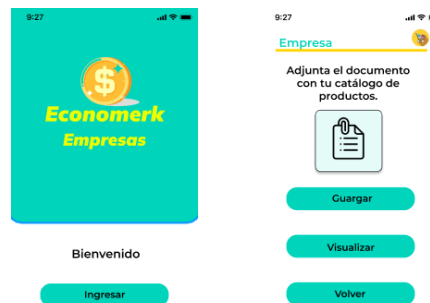 9:27
Economerk
Empresas
Bienvenido
Ingresar
9:27
Empresa
Adjunta el documento
con tu catálogo de
productos.
Guargar
Visualizar
Volver